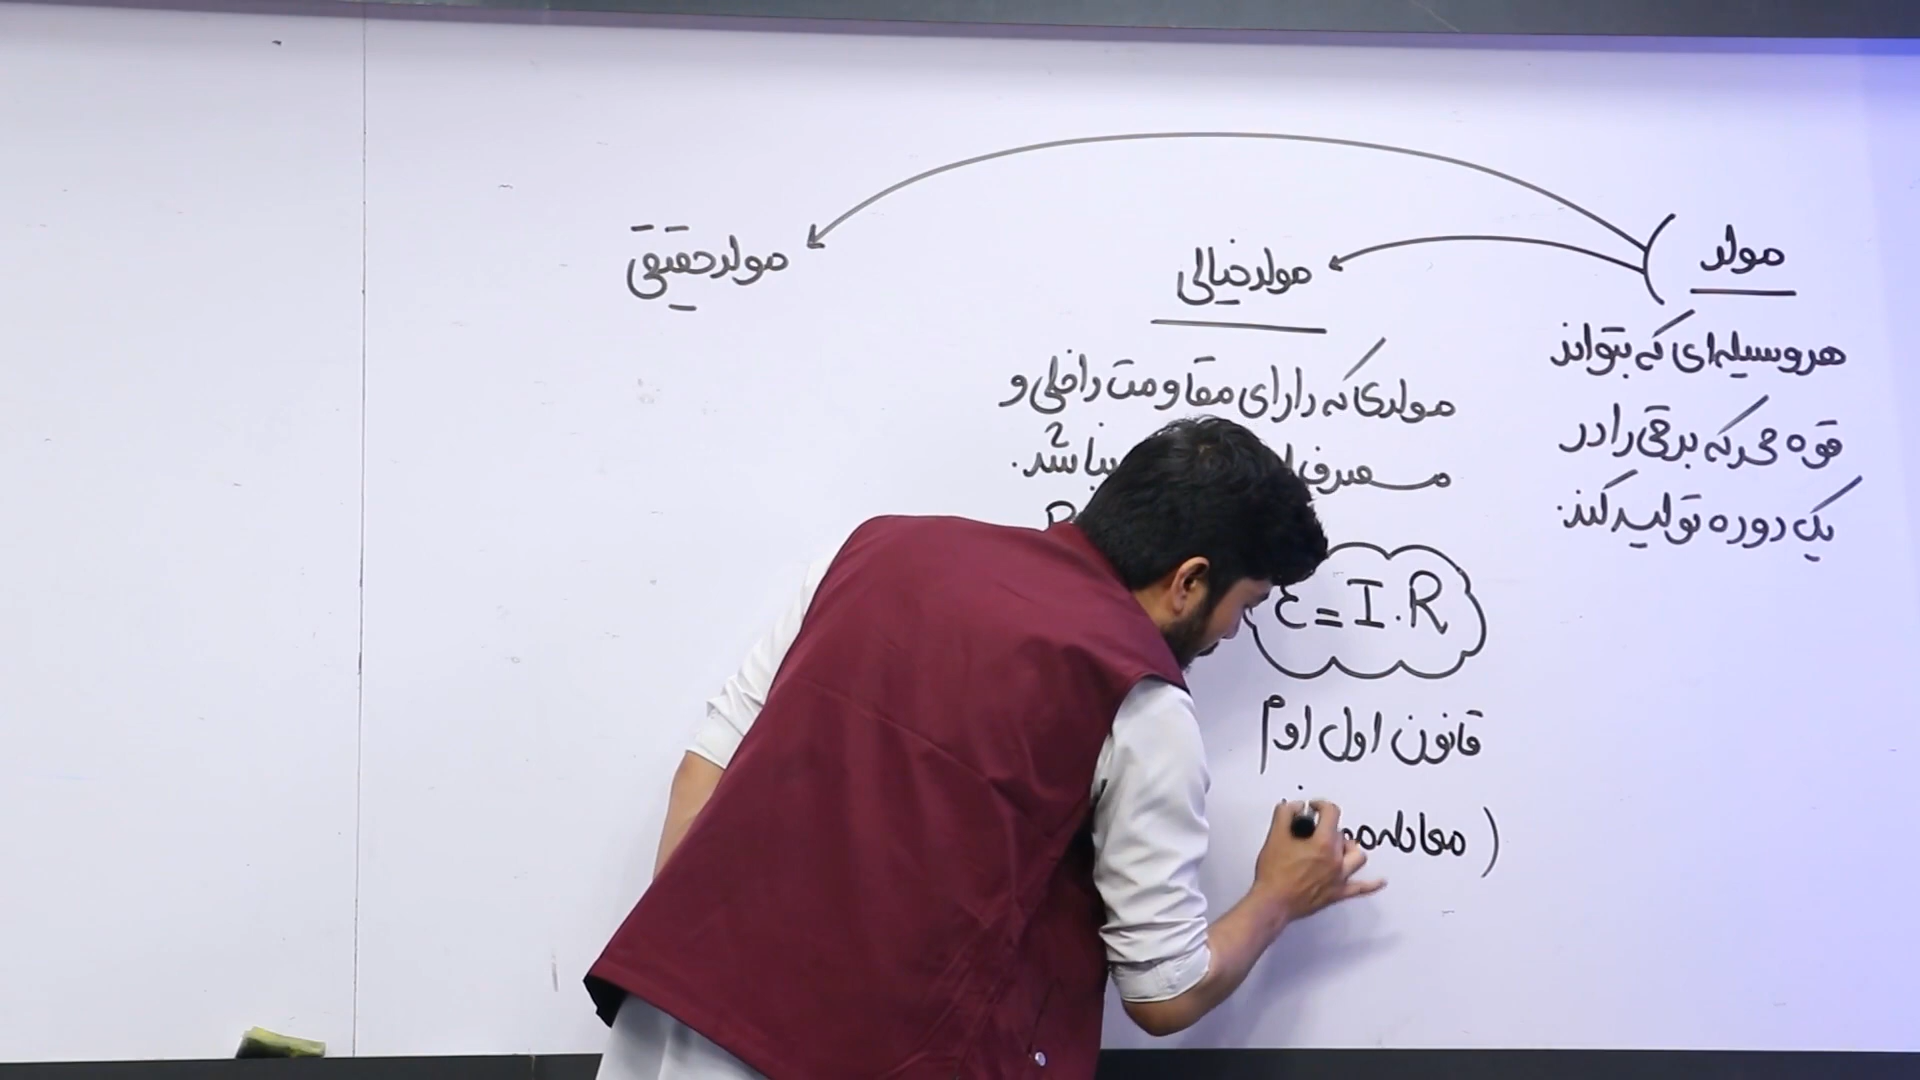 مولد
هر وسیله‌ای که بتواند
قوه محرکه برقی را در
یک دوره تولید کند.
مولد خیالی
مولدی که دارای مقاومت داخلی و
مصرف نباشد.
ε = I.R
قانون اول اوم
( معادله
مولد حقیقی